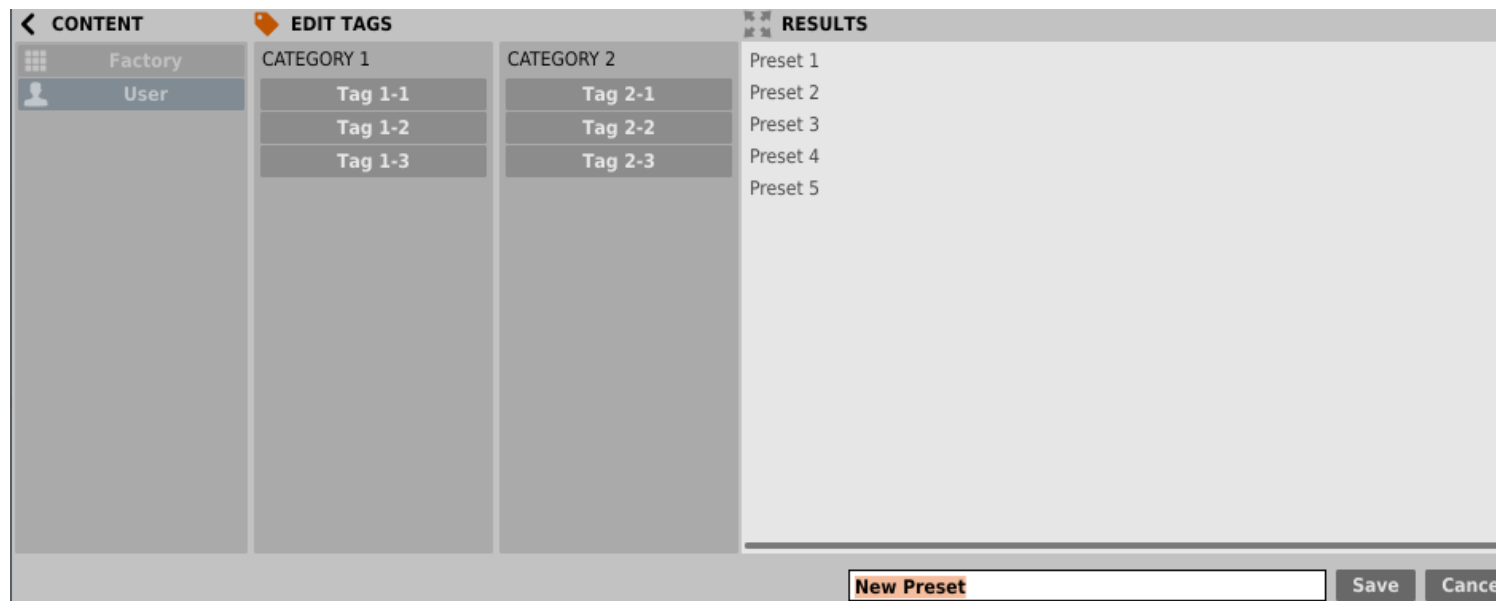 CONTENT
EDIT TAGS
RESULTS
Factory
User
CATEGORY 1
Tag 1-1
Tag 1-2
Tag 1-3
CATEGORY 2
Tag 2-1
Tag 2-2
Tag 2-3
Preset 1
Preset 2
Preset 3
Preset 4
Preset 5
New Preset
Save
Cance